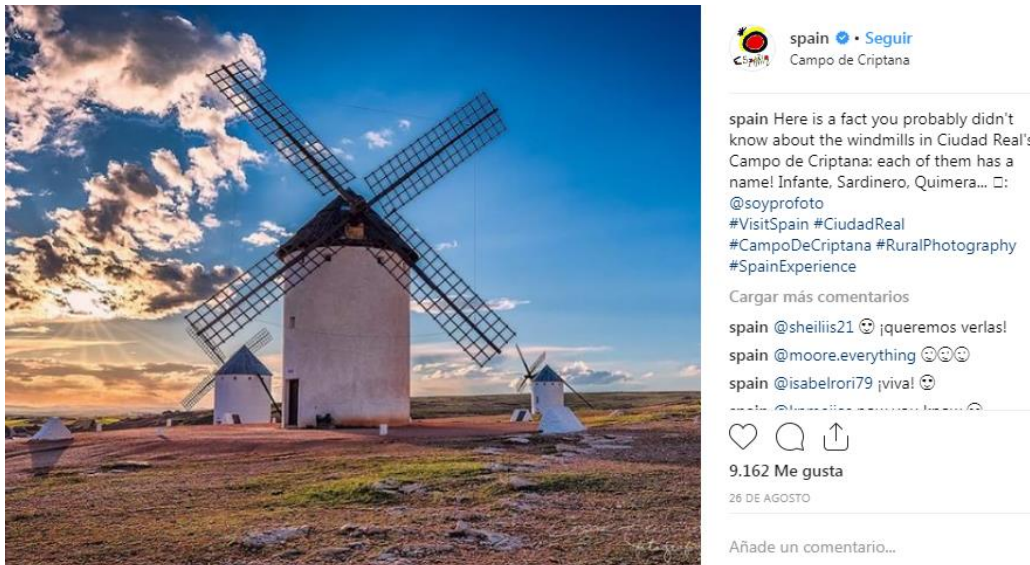 spain • Seguir
Campo de Criptana
spain Here is a fact you probably didn't
know about the windmills in Ciudad Real's
Campo de Criptana: each of them has a
name! Infante, Sardinero, Quimera... □:
@soyprofoto
#VisitSpain #CiudadReal
#CampoDeCriptana #RuralPhotography
#SpainExperience
Cargar más comentarios
spain @sheiliis21 ¡queremos verlas!
spain @moore.everything
spain @isabelrori79 ¡viva!
9.162 Me gusta
26 DE AGOSTO
Añade un comentario...